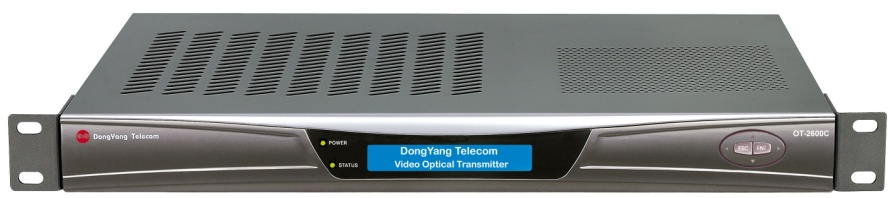 DongYang Telecom
POWER
STATUS
DongYang Telecom
Video Optical Transmitter
OT-2600C
ESC ENT